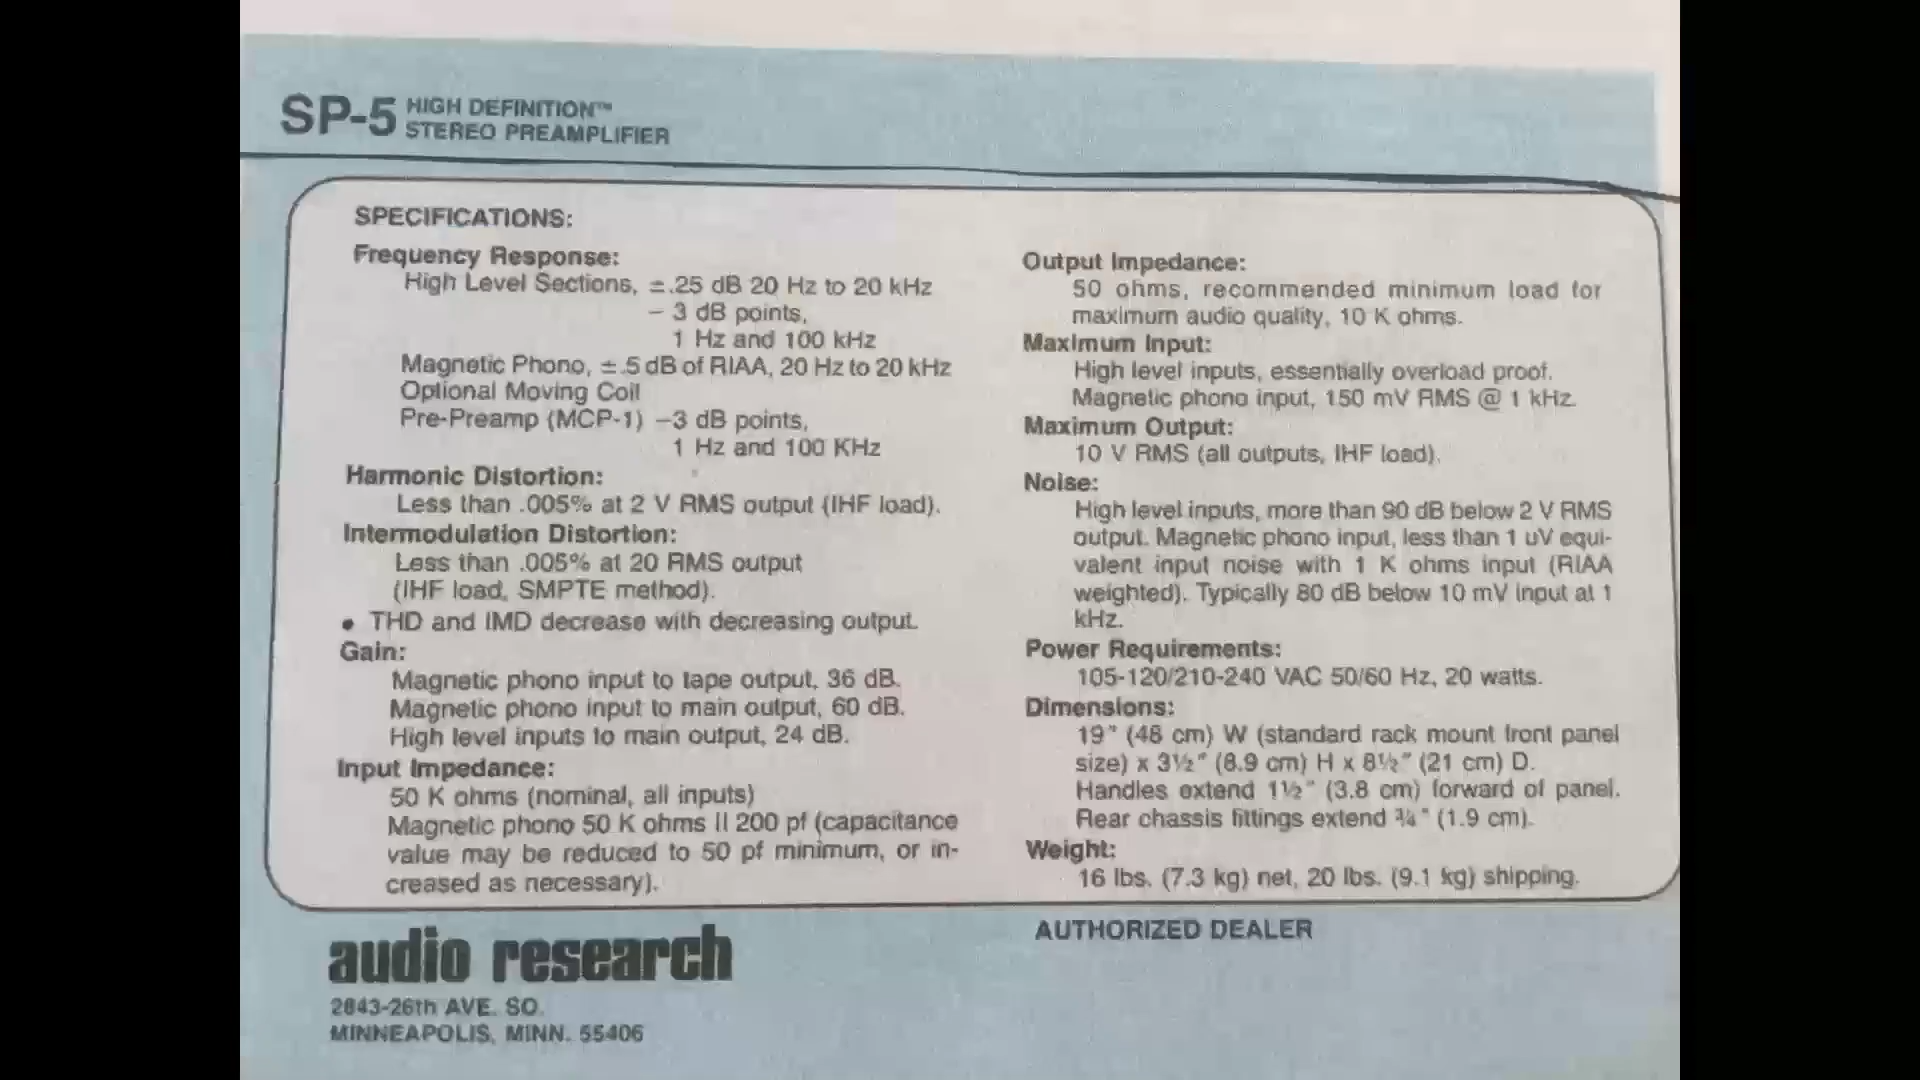 SP-5 HIGH DEFINITION™
STEREO PREAMPLIFIER
SPECIFICATIONS:
Frequency Response:
High Level Sections, ±.25 dB 20 Hz to 20 kHz
– 3 dB points,
1 Hz and 100 kHz
Magnetic Phono, ±.5 dB of RIAA, 20 Hz to 20 kHz
Optional Moving Coil
Pre-Preamp (MCP-1) –3 dB points,
1 Hz and 100 KHz
Harmonic Distortion:
Less than .005% at 2 V RMS output (IHF load).
Intermodulation Distortion:
Less than .005% at 20 RMS output
(IHF load, SMPTE method).
• THD and IMD decrease with decreasing output.
Gain:
Magnetic phono input to tape output, 36 dB.
Magnetic phono input to main output, 60 dB.
High level inputs to main output, 24 dB.
Input Impedance:
50 K ohms (nominal, all inputs)
Magnetic phono 50 K ohms II 200 pf (capacitance
value may be reduced to 50 pf minimum, or in-
creased as necessary).
Output Impedance:
50 ohms, recommended minimum load for
maximum audio quality, 10 K ohms.
Maximum Input:
High level inputs, essentially overload proof.
Magnetic phono input, 150 mV RMS @ 1 kHz.
Maximum Output:
10 V RMS (all outputs, IHF load).
Noise:
High level inputs, more than 90 dB below 2 V RMS
output. Magnetic phono input, less than 1 uV equi-
valent input noise with 1 K ohms input (RIAA
weighted). Typically 80 dB below 10 mV input at 1
kHz.
Power Requirements:
105-120/210-240 VAC 50/60 Hz, 20 watts.
Dimensions:
19" (48 cm) W (standard rack mount front panel
size) x 3½" (8.9 cm) H x 8½" (21 cm) D.
Handles extend 1½" (3.8 cm) forward of panel.
Rear chassis fittings extend ¾" (1.9 cm).
Weight:
16 lbs. (7.3 kg) net, 20 lbs. (9.1 kg) shipping.
audio research
2843-26th AVE. SO.
MINNEAPOLIS, MINN. 55406
AUTHORIZED DEALER